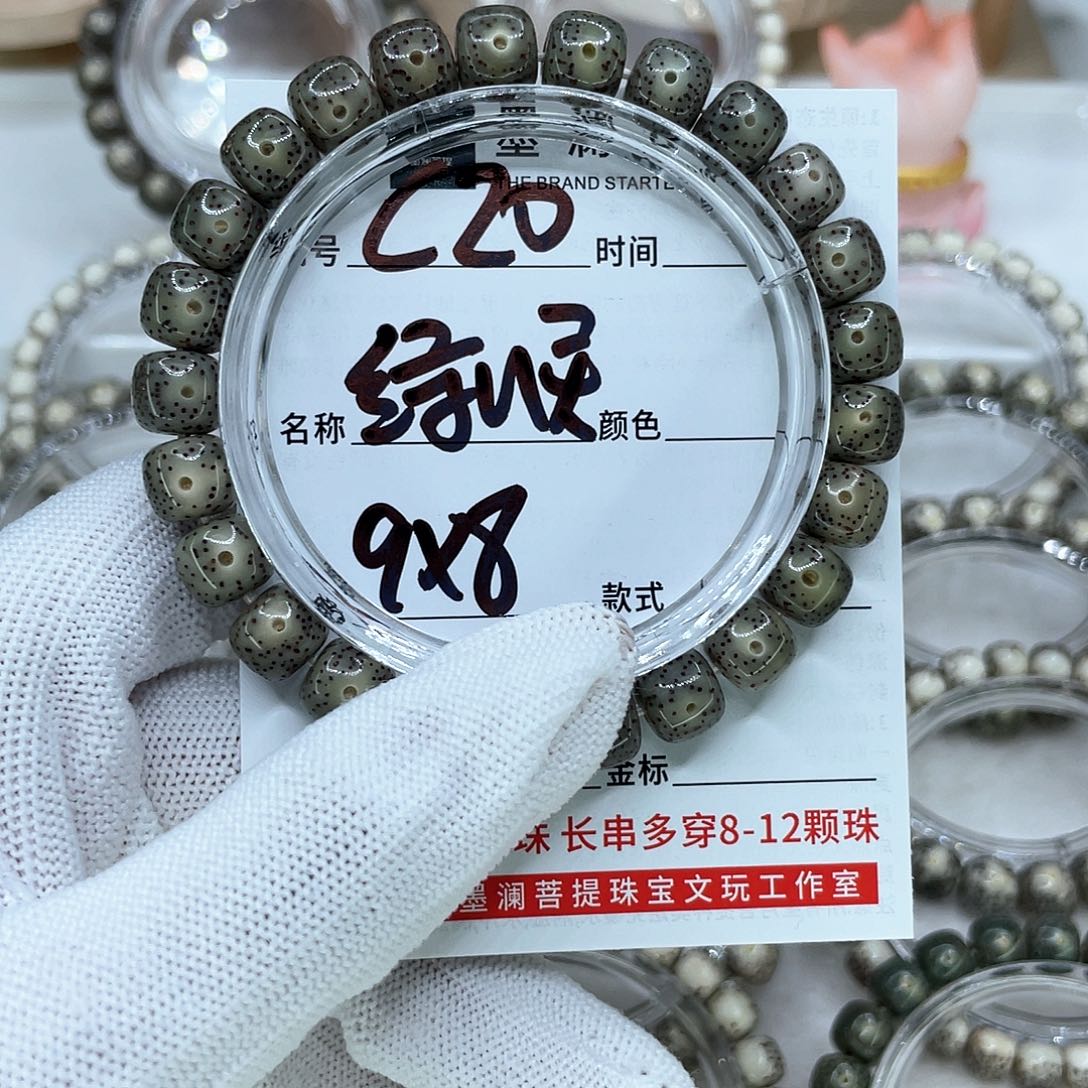 墨 澜
THE BRAND STARTE
号 C20 时间
名称 绿 颜色
9X8 款式
金标
珠 长串多穿8-12颗珠
墨澜菩提珠宝文玩工作室